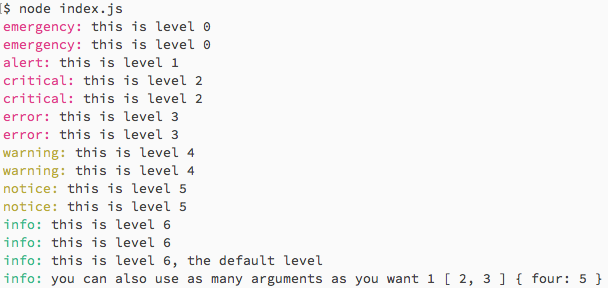 $ node index.js
emergency: this is level 0
emergency: this is level 0
alert: this is level 1
critical: this is level 2
critical: this is level 2
error: this is level 3
error: this is level 3
warning: this is level 4
warning: this is level 4
notice: this is level 5
notice: this is level 5
info: this is level 6
info: this is level 6
info: this is level 6, the default level
info: you can also use as many arguments as you want 1 [ 2, 3 ] { four: 5 }